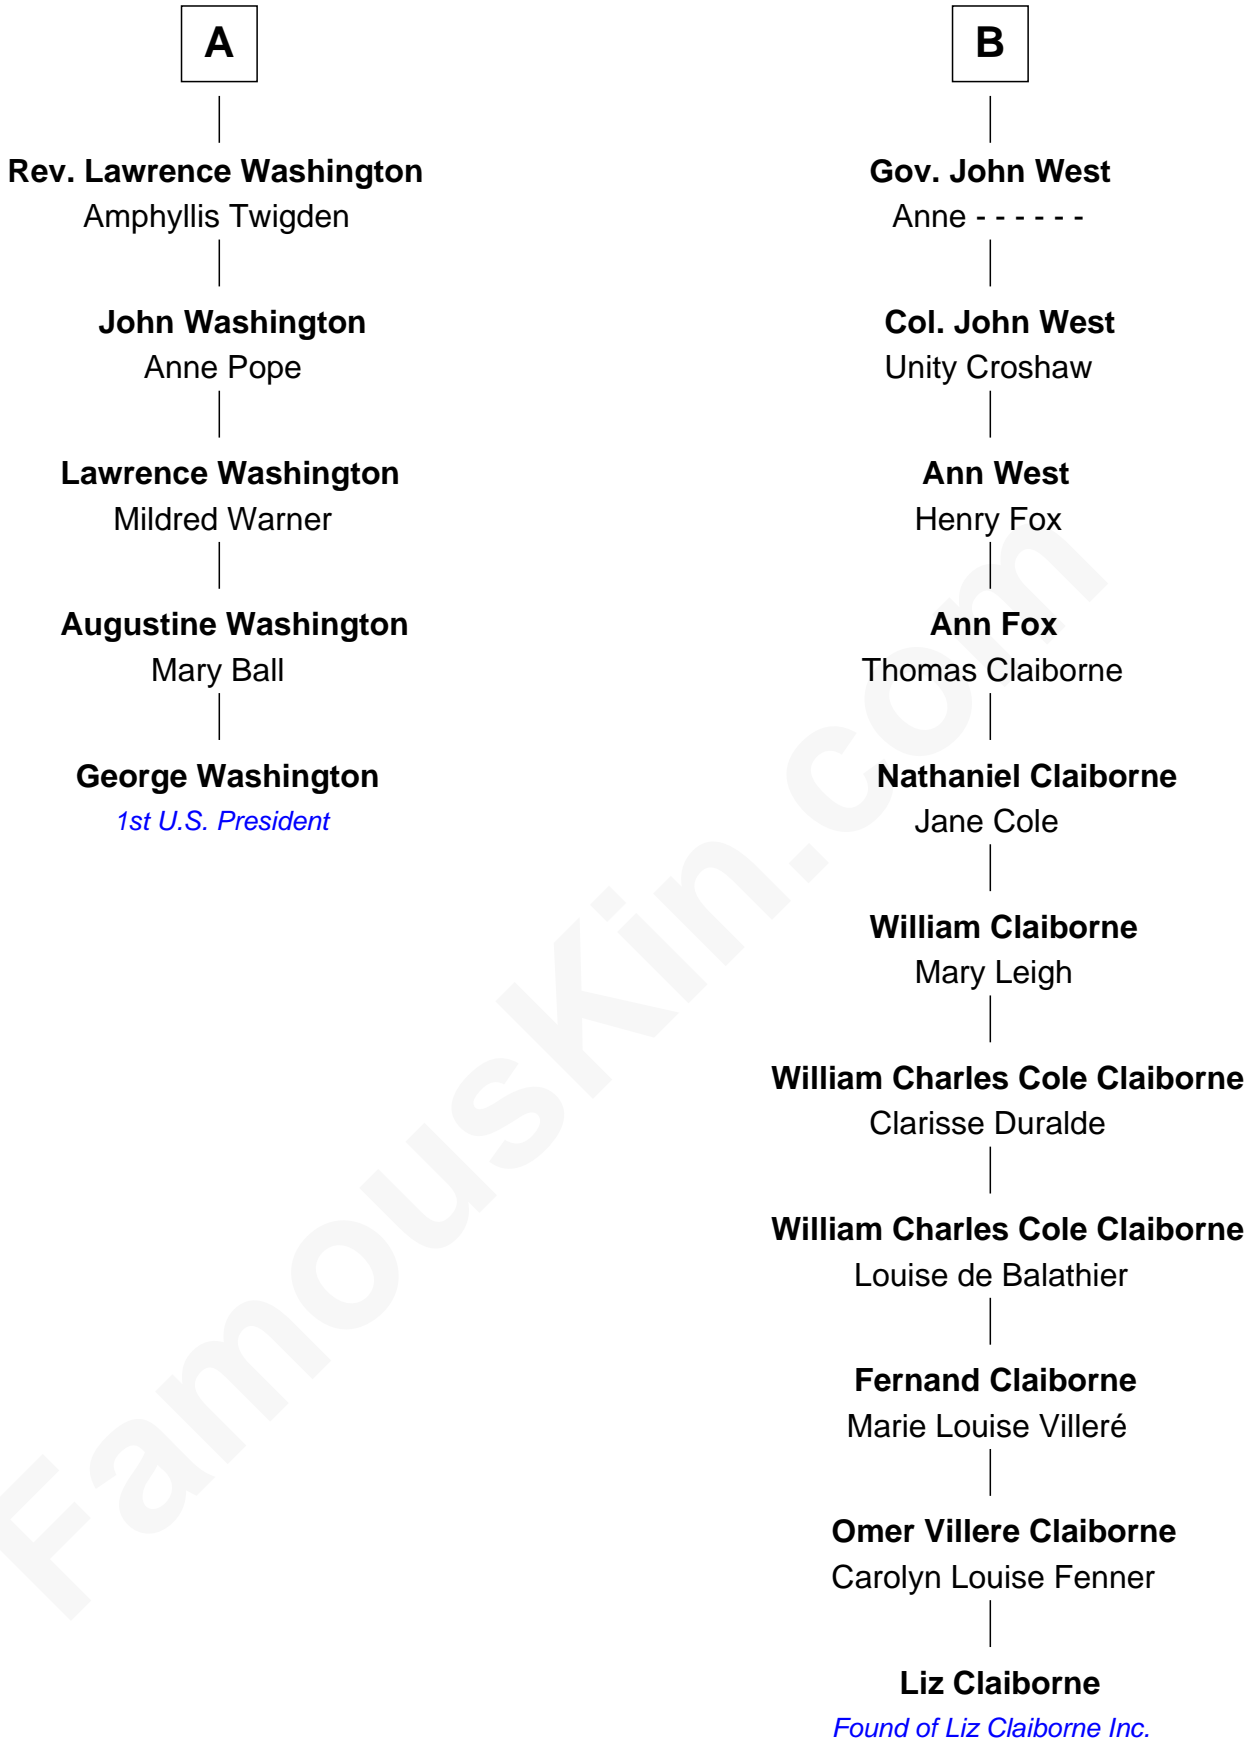 A
Rev. Lawrence Washington
Amphyllis Twigden
John Washington
Anne Pope
Lawrence Washington
Mildred Warner
Augustine Washington
Mary Ball
George Washington
1st U.S. President
B
Gov. John West
Anne - - - - - -
Col. John West
Unity Croshaw
Ann West
Henry Fox
Ann Fox
Thomas Claiborne
Nathaniel Claiborne
Jane Cole
William Claiborne
Mary Leigh
William Charles Cole Claiborne
Clarisse Duralde
William Charles Cole Claiborne
Louise de Balathier
Fernand Claiborne
Marie Louise Villeré
Omer Villere Claiborne
Carolyn Louise Fenner
Liz Claiborne
Found of Liz Claiborne Inc.
FamousKin.com